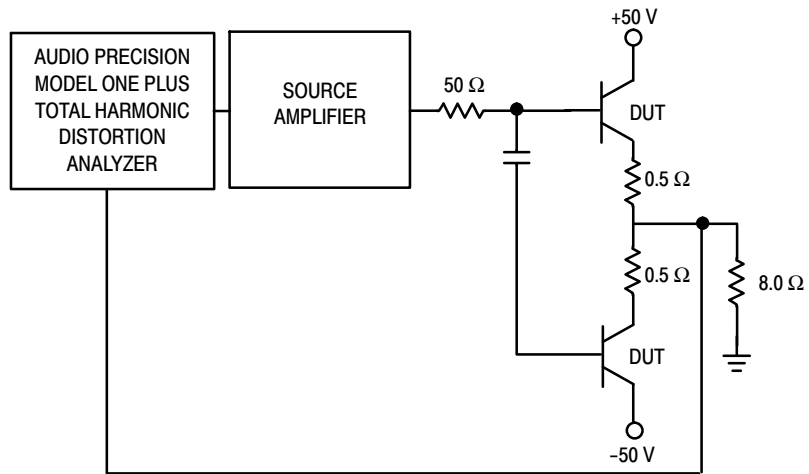 AUDIO PRECISION
MODEL ONE PLUS
TOTAL HARMONIC
DISTORTION
ANALYZER
SOURCE
AMPLIFIER
50 Ω
+50 V
DUT
0.5 Ω
0.5 Ω
8.0 Ω
DUT
−50 V